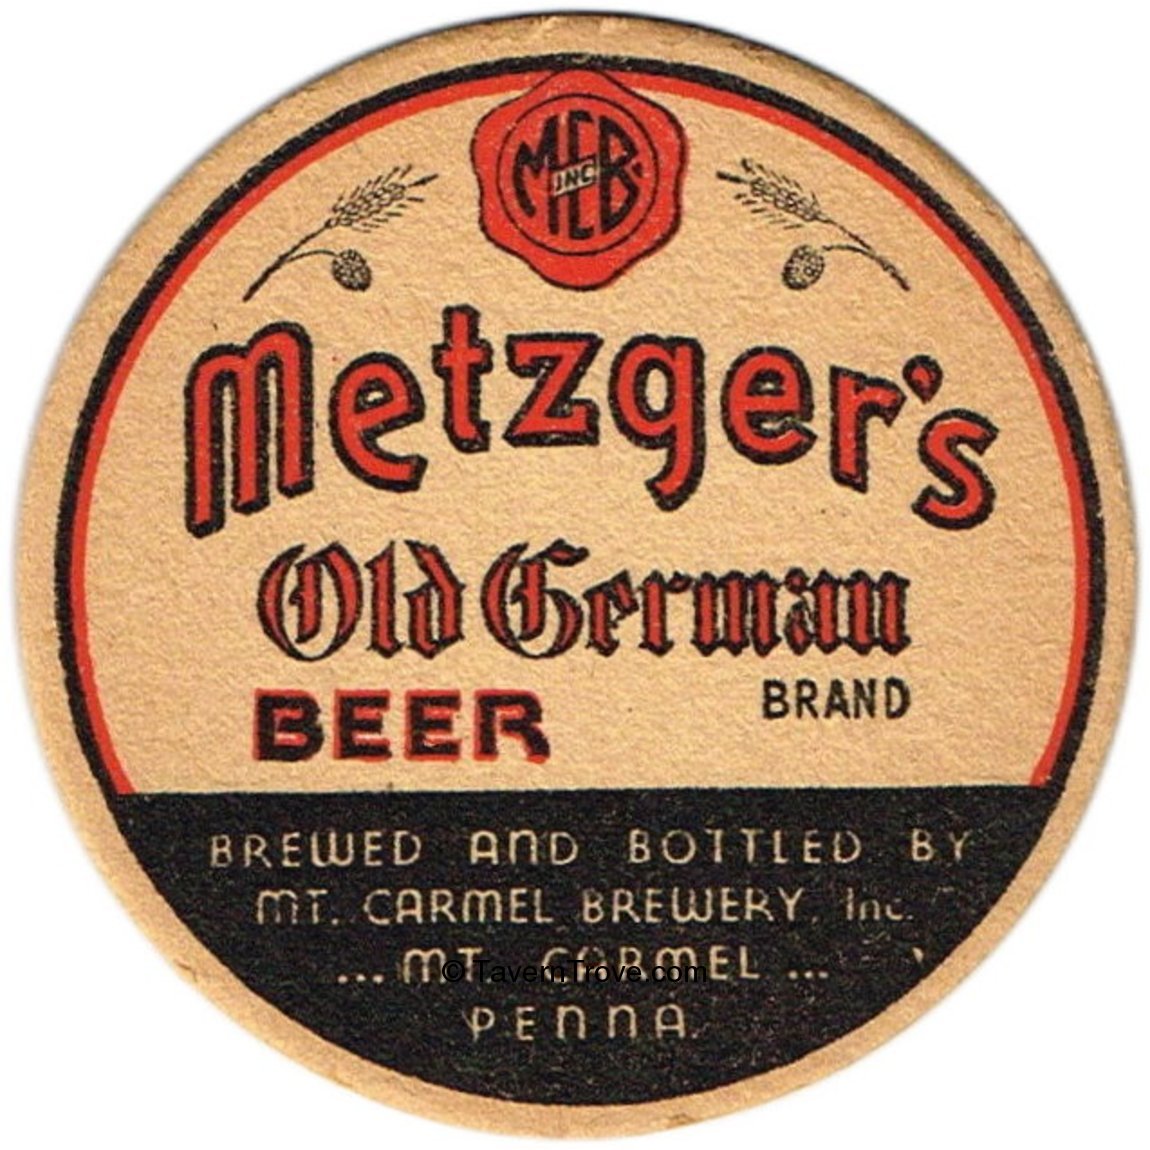 MCB
INC
Metzger's
Old German
BEER BRAND
BREWED AND BOTTLED BY
MT. CARMEL BREWERY, Inc.
... MT. CARMEL ...
PENNA.
© TavernTrove.com